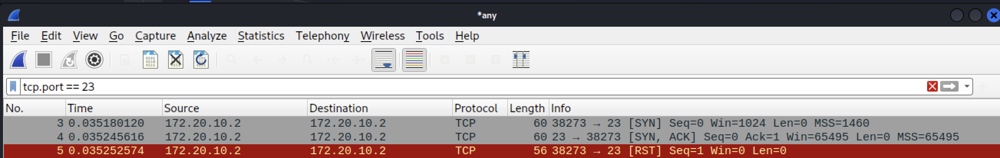 *any
File Edit View Go Capture Analyze Statistics Telephony Wireless Tools Help
tcp.port == 23
No. Time Source Destination Protocol Length Info
3 0.035180120 172.20.10.2 172.20.10.2 TCP 60 38273 → 23 [SYN] Seq=0 Win=1024 Len=0 MSS=1460
4 0.035245616 172.20.10.2 172.20.10.2 TCP 60 23 → 38273 [SYN, ACK] Seq=0 Ack=1 Win=65495 Len=0 MSS=65495
5 0.035252574 172.20.10.2 172.20.10.2 TCP 56 38273 → 23 [RST] Seq=1 Win=0 Len=0